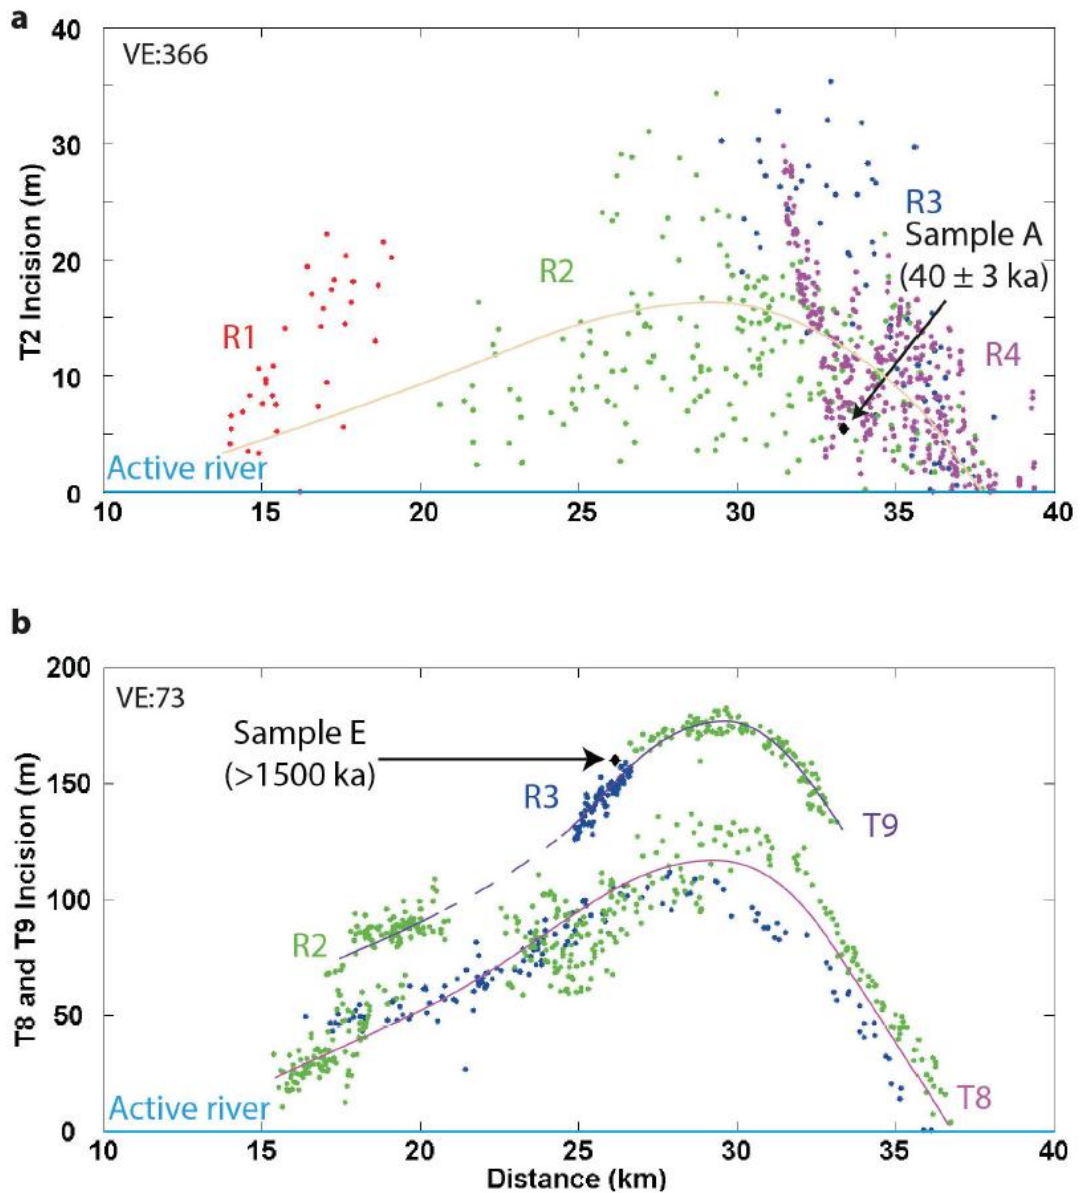 a
VE:366
T2 Incision (m)
40
30
20
10
0
R1
R2
R3
Sample A
(40 ± 3 ka)
R4
Active river
10 15 20 25 30 35 40
b
VE:73
T8 and T9 Incision (m)
200
150
100
50
0
Sample E
(>1500 ka)
R3
T9
R2
T8
Active river
10 15 20 25 30 35 40
Distance (km)